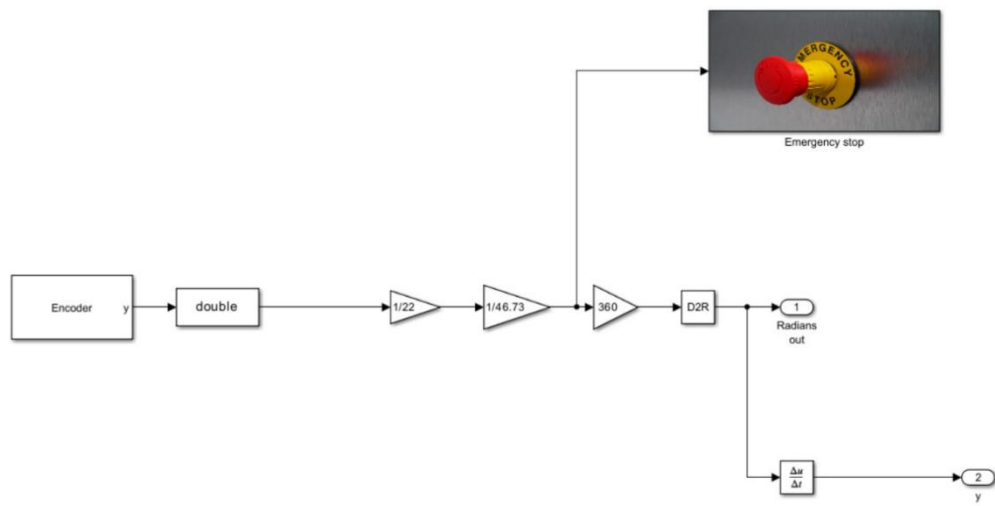 EMERGENCY
STOP
Emergency stop
Encoder
y
double
1/22
1/46.73
360
D2R
1
Radians
out
Δu
Δt
2
y